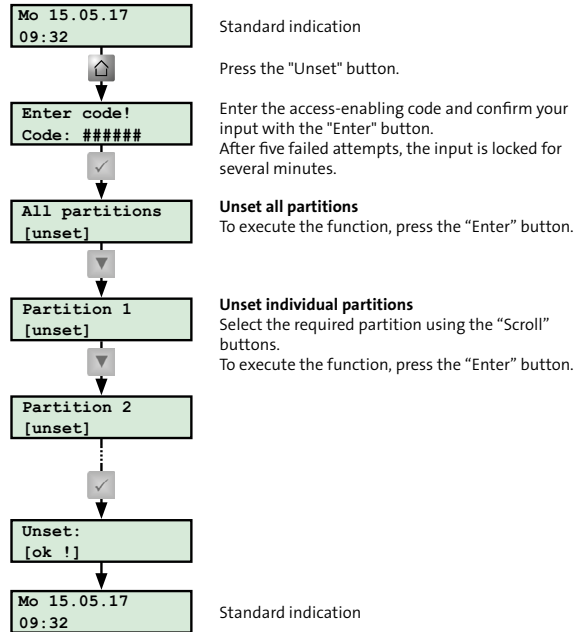 Mo 15.05.17
09:32
Standard indication
Press the "Unset" button.
Enter code!
Code: ######
Enter the access-enabling code and confirm your
input with the "Enter" button.
After five failed attempts, the input is locked for
several minutes.
All partitions
[unset]
Unset all partitions
To execute the function, press the “Enter” button.
Partition 1
[unset]
Unset individual partitions
Select the required partition using the “Scroll”
buttons.
To execute the function, press the “Enter” button.
Partition 2
[unset]
Unset:
[ok !]
Mo 15.05.17
09:32
Standard indication